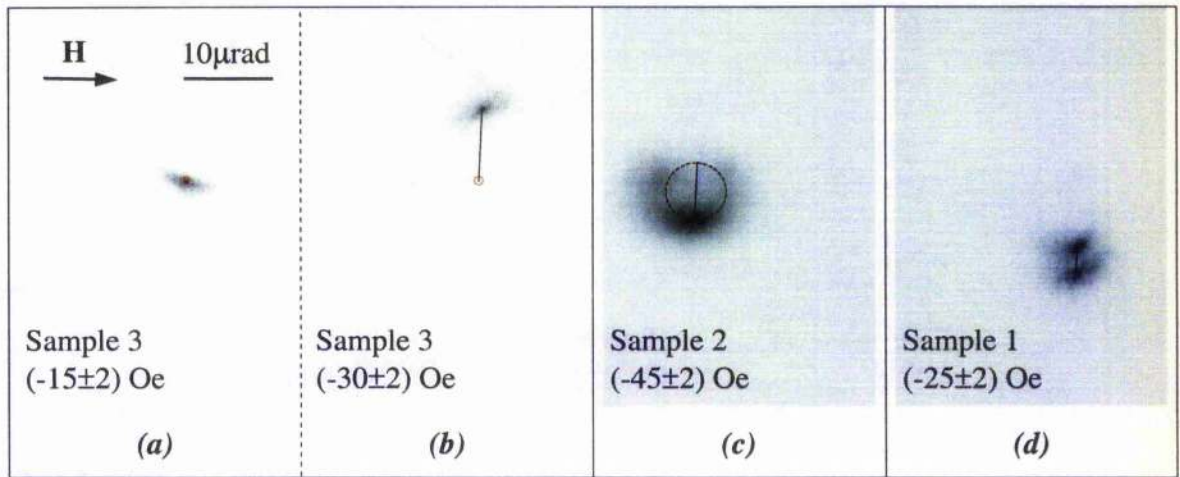 H
10μrad
Sample 3
(-15±2) Oe
(a)
Sample 3
(-30±2) Oe
(b)
Sample 2
(-45±2) Oe
(c)
Sample 1
(-25±2) Oe
(d)